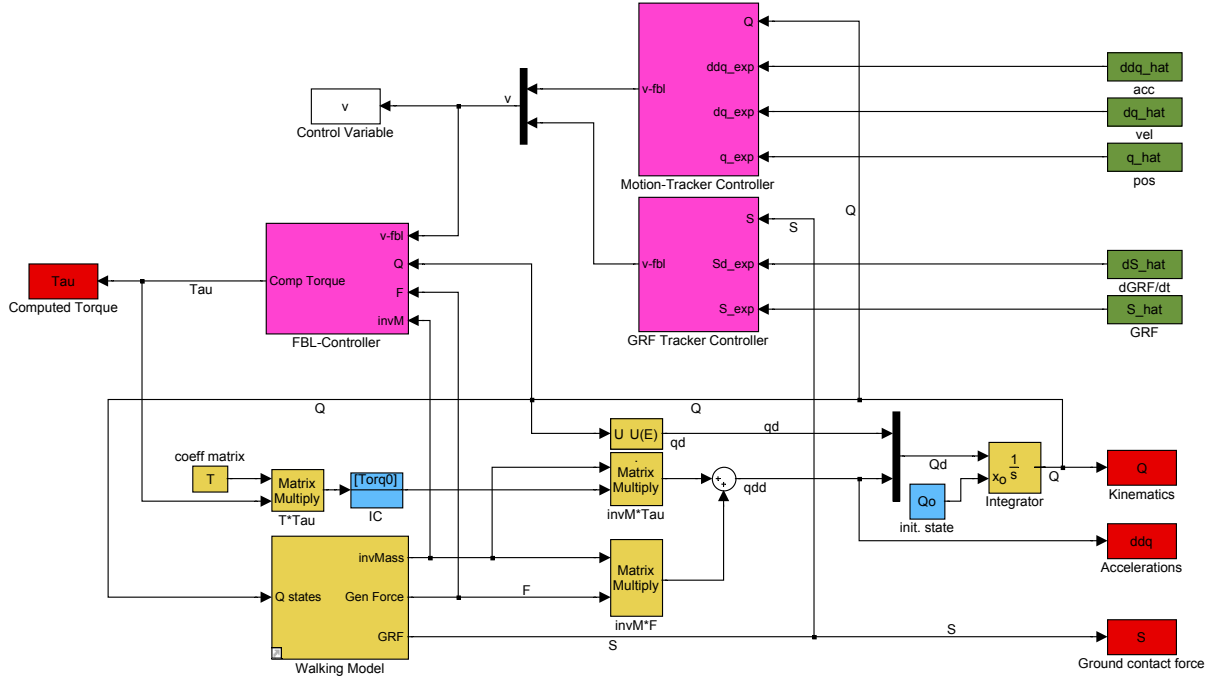 Q
ddq_exp
ddq_hat
acc
v-fbl
v
v
Control Variable
dq_exp
dq_hat
vel
q_exp
q_hat
pos
Motion-Tracker Controller
Q
S
S
v-fbl
Q
F
invM
Comp Torque
FBL-Controller
Tau
Tau
Computed Torque
v-fbl
Sd_exp
dS_hat
dGRF/dt
S_exp
S_hat
GRF
GRF Tracker Controller
Q
Q
U U(E)
qd
qd
coeff matrix
T
Matrix
Multiply
T*Tau
[Torq0]
IC
Matrix
Multiply
invM*Tau
+
+
qdd
Qd
Qo
init. state
1
s
xo
Integrator
Q
Q
Kinematics
ddq
Accelerations
invMass
Q states
Gen Force
GRF
Walking Model
F
Matrix
Multiply
invM*F
S
S
S
Ground contact force